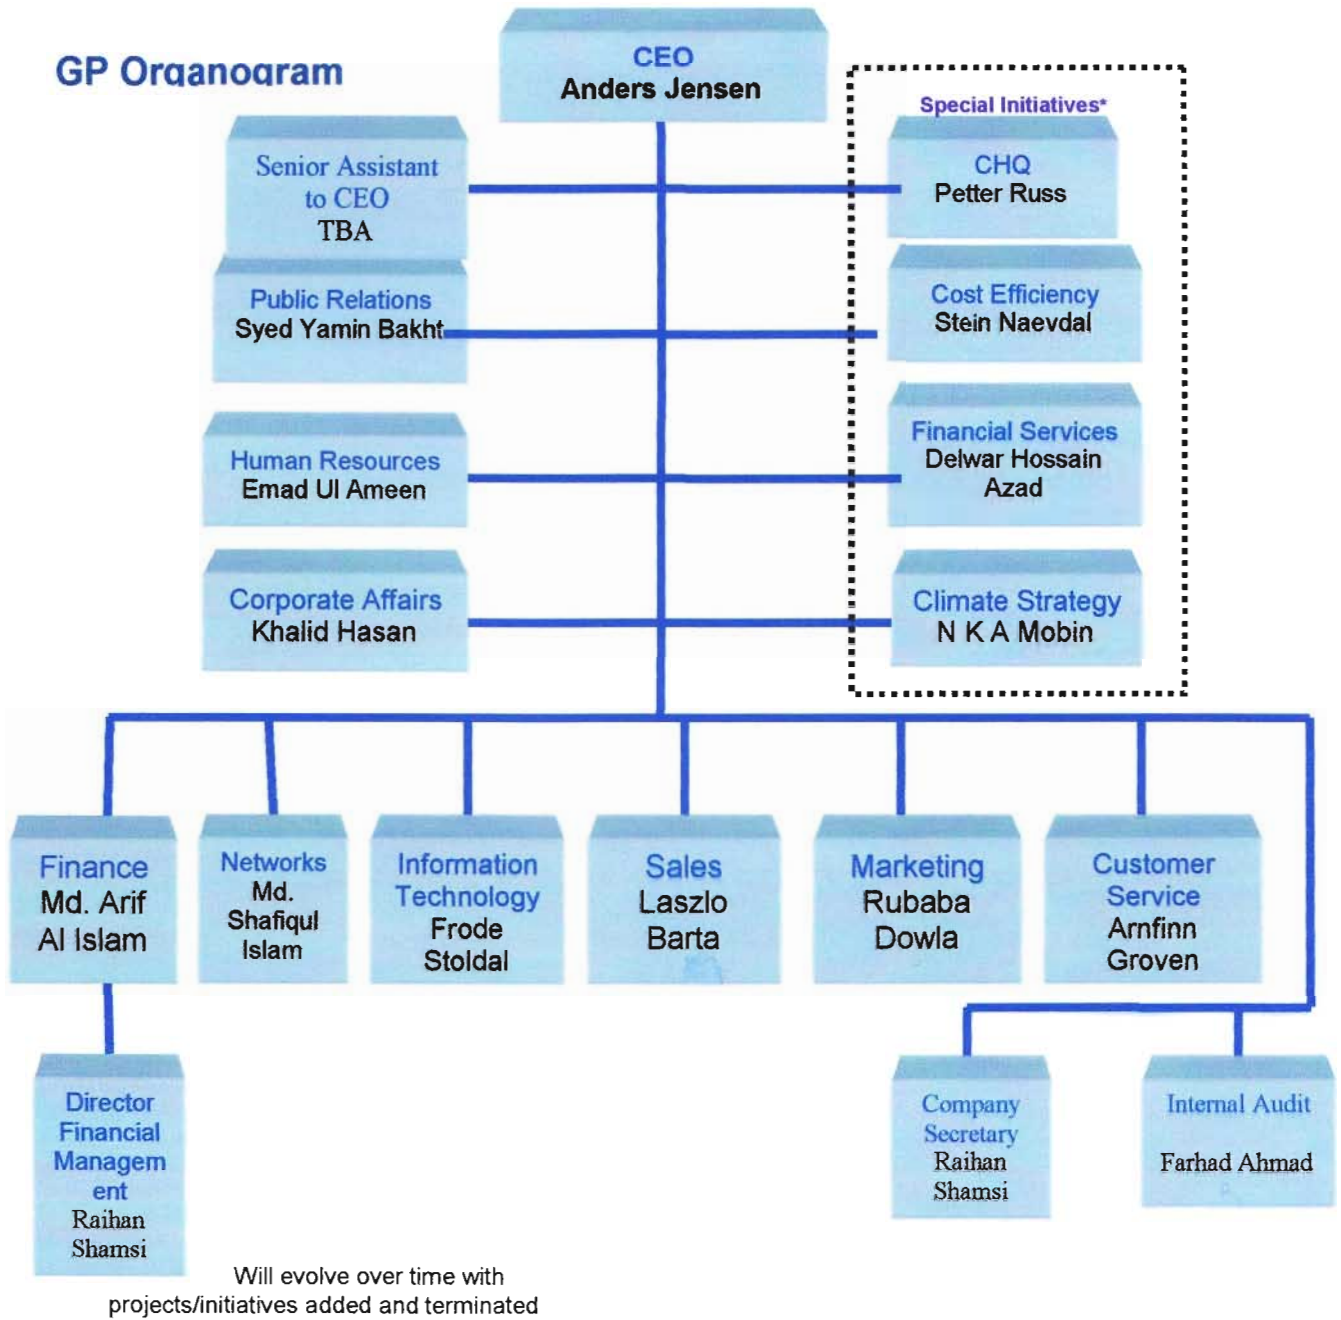 GP Organogram
CEO
Anders Jensen
Special Initiatives*
Senior Assistant
to CEO
TBA
CHQ
Petter Russ
Public Relations
Syed Yamin Bakht
Cost Efficiency
Stein Naevdal
Human Resources
Emad Ul Ameen
Financial Services
Delwar Hossain
Azad
Corporate Affairs
Khalid Hasan
Climate Strategy
N K A Mobin
Finance
Md. Arif
Al Islam
Networks
Md.
Shafiqul
Islam
Information
Technology
Frode
Stoldal
Sales
Laszlo
Barta
Marketing
Rubaba
Dowla
Customer
Service
Arnfinn
Groven
Director
Financial
Managem
ent
Raihan
Shamsi
Company
Secretary
Raihan
Shamsi
Internal Audit
Farhad Ahmad
Will evolve over time with
projects/initiatives added and terminated